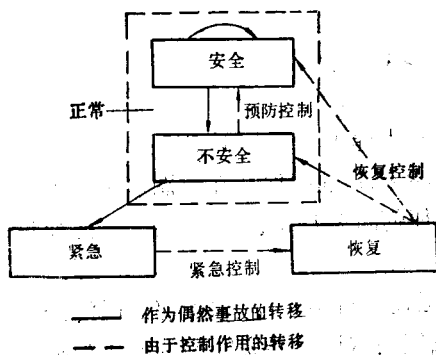 安全
正常
预防控制
不安全
恢复控制
紧急
恢复
紧急控制
作为偶然事故的转移
由于控制作用的转移